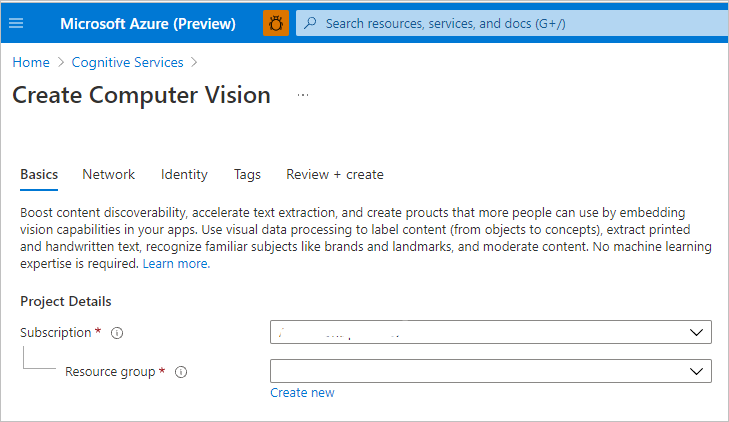 Microsoft Azure (Preview)
Search resources, services, and docs (G+/)
Home > Cognitive Services >
Create Computer Vision ...
Basics Network Identity Tags Review + create
Boost content discoverability, accelerate text extraction, and create proucts that more people can use by embedding
vision capabilities in your apps. Use visual data processing to label content (from objects to concepts), extract printed
and handwritten text, recognize familiar subjects like brands and landmarks, and moderate content. No machine learning
expertise is required. Learn more.
Project Details
Subscription *
Resource group *
Create new